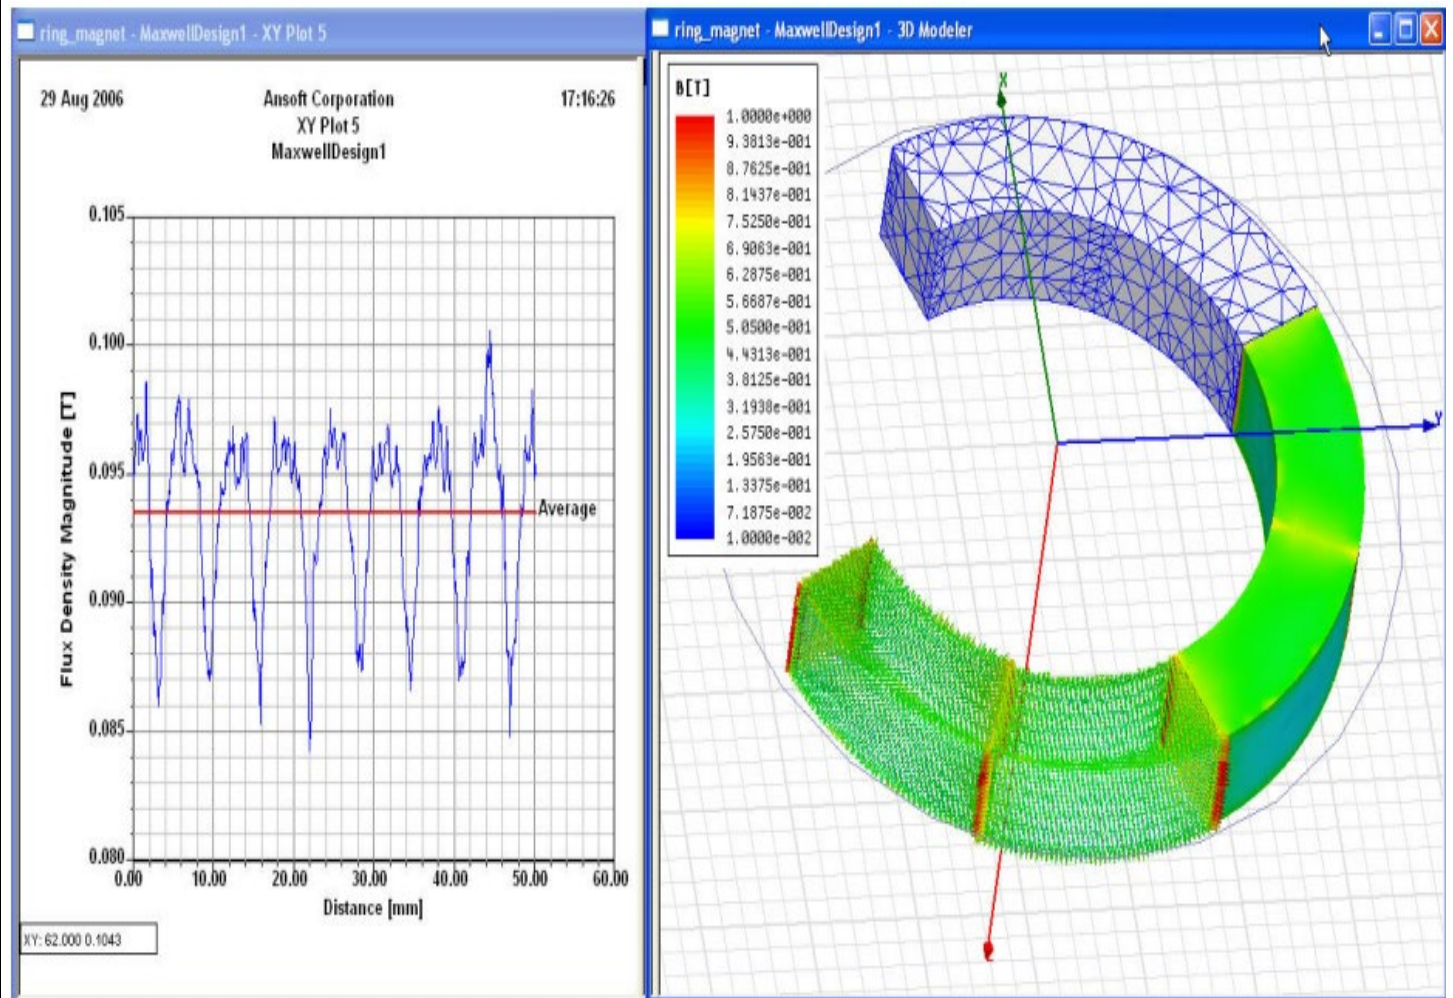 ring_magnet - MaxwellDesign1 - XY Plot 5
29 Aug 2006
Ansoft Corporation
17:16:26
XY Plot 5
MaxwellDesign1
0.105
0.100
0.095
0.090
0.085
0.080
Flux Density Magnitude [T]
Average
0.00
10.00
20.00
30.00
40.00
50.00
60.00
Distance [mm]
XY: 62.000 0.1043
ring_magnet - MaxwellDesign1 - 3D Modeler
B[T]
1.0000e+000
9.3813e-001
8.7625e-001
8.1437e-001
7.5250e-001
6.9063e-001
6.2875e-001
5.6687e-001
5.0500e-001
4.4313e-001
3.8125e-001
3.1938e-001
2.5750e-001
1.9563e-001
1.3375e-001
7.1875e-002
1.0000e-002
X
Y